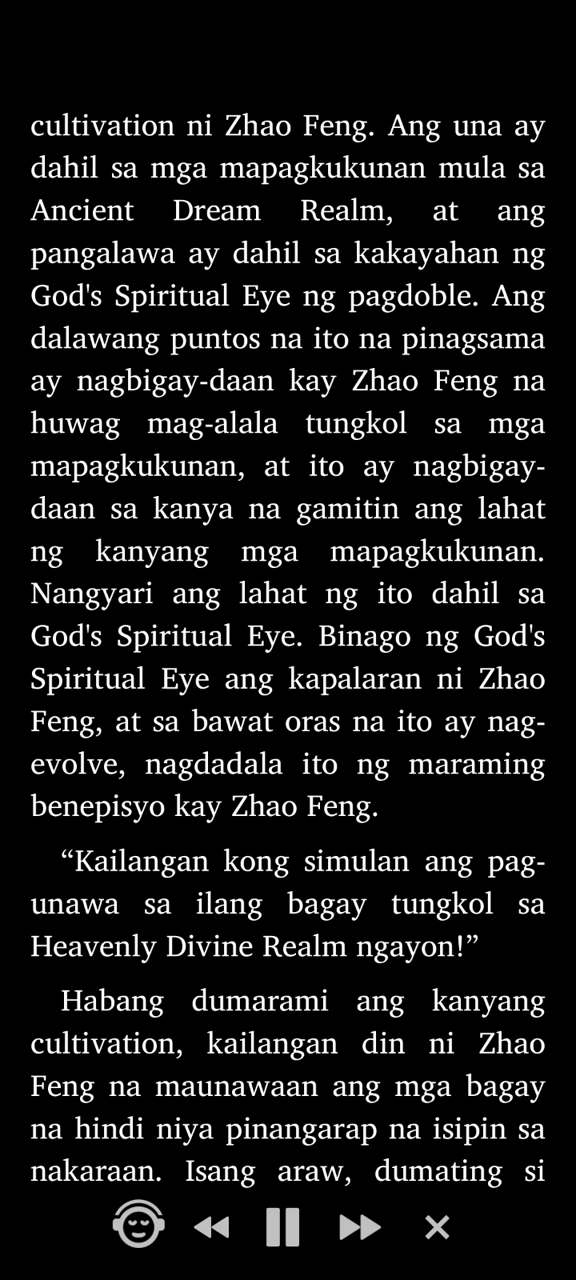 cultivation ni Zhao Feng. Ang una ay
dahil sa mga mapagkukunan mula sa
Ancient Dream Realm, at ang
pangalawa ay dahil sa kakayahan ng
God's Spiritual Eye ng pagdoble. Ang
dalawang puntos na ito na pinagsama
ay nagbigay-daan kay Zhao Feng na
huwag mag-alala tungkol sa mga
mapagkukunan, at ito ay nagbigay-
daan sa kanya na gamitin ang lahat
ng kanyang mga mapagkukunan.
Nangyari ang lahat ng ito dahil sa
God's Spiritual Eye. Binago ng God's
Spiritual Eye ang kapalaran ni Zhao
Feng, at sa bawat oras na ito ay nag-
evolve, nagdadala ito ng maraming
benepisyo kay Zhao Feng.
“Kailangan kong simulan ang pag-
unawa sa ilang bagay tungkol sa
Heavenly Divine Realm ngayon!”
Habang dumarami ang kanyang
cultivation, kailangan din ni Zhao
Feng na maunawaan ang mga bagay
na hindi niya pinangarap na isipin sa
nakaraan. Isang araw, dumating si